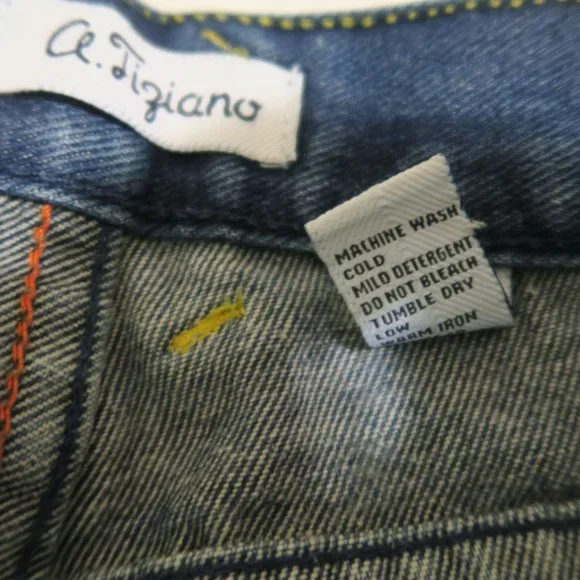 a. Tiziano
MACHINE WASH
COLD
MILD DETERGENT
DO NOT BLEACH
TUMBLE DRY
LOW
WARM IRON